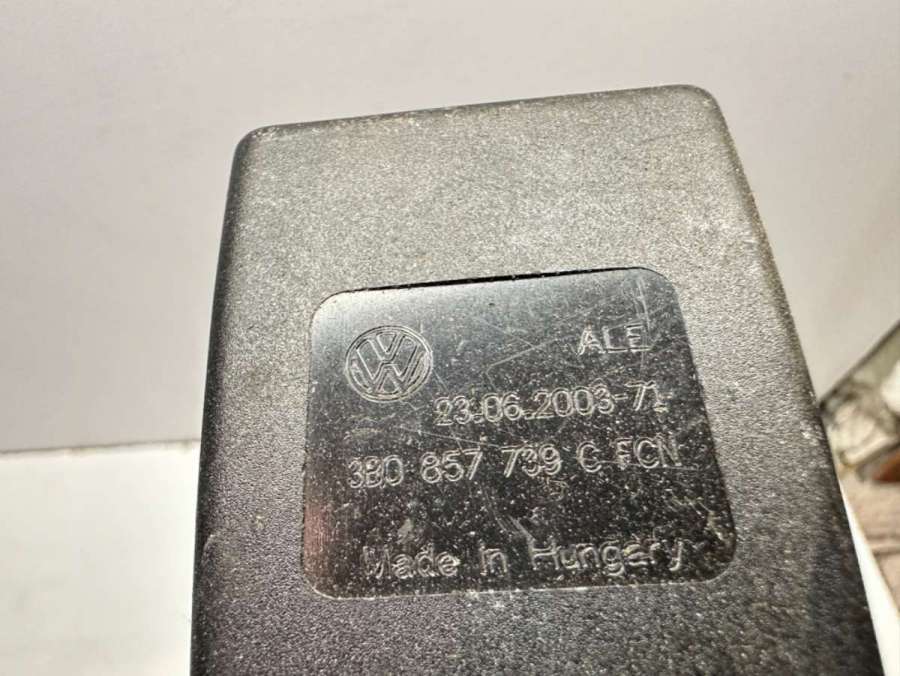 ALE
23.06.2003-71
3B0 857 739 C FCN
Made in Hungary